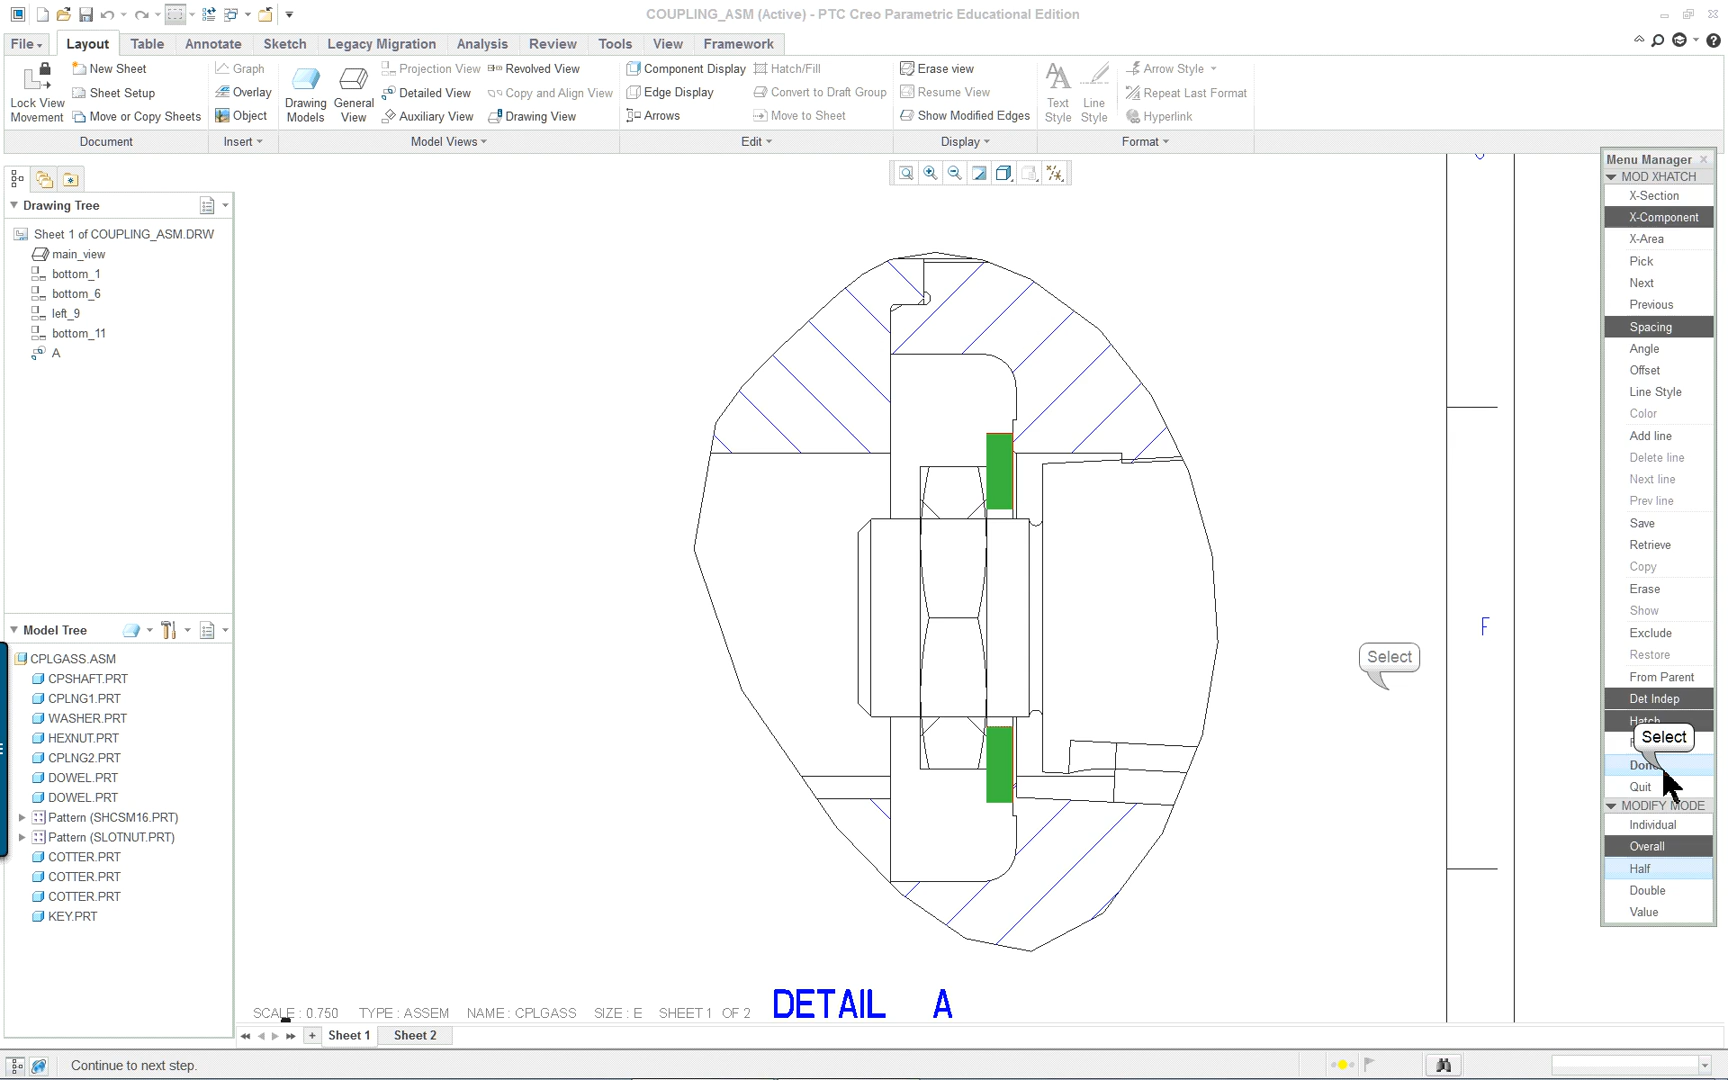 COUPLING_ASM (Active) - PTC Creo Parametric Educational Edition
File
Layout
Table
Annotate
Sketch
Legacy Migration
Analysis
Review
Tools
View
Framework
Lock View Movement
New Sheet
Sheet Setup
Move or Copy Sheets
Document
Graph
Overlay
Object
Insert
Drawing Models
General View
Projection View
Detailed View
Auxiliary View
Revolved View
Copy and Align View
Drawing View
Model Views
Component Display
Edge Display
Arrows
Hatch/Fill
Convert to Draft Group
Move to Sheet
Edit
Erase view
Resume View
Show Modified Edges
Display
Text Style
Line Style
Arrow Style
Repeat Last Format
Hyperlink
Format
Drawing Tree
Sheet 1 of COUPLING_ASM.DRW
main_view
bottom_1
bottom_6
left_9
bottom_11
A
Model Tree
CPLGASS.ASM
CPSHAFT.PRT
CPLNG1.PRT
WASHER.PRT
HEXNUT.PRT
CPLNG2.PRT
DOWEL.PRT
DOWEL.PRT
Pattern (SHCSM16.PRT)
Pattern (SLOTNUT.PRT)
COTTER.PRT
COTTER.PRT
COTTER.PRT
KEY.PRT
F
Select
DETAIL A
SCALE : 0.750 TYPE : ASSEM NAME : CPLGASS SIZE : E SHEET 1 OF 2
Menu Manager
MOD XHATCH
X-Section
X-Component
X-Area
Pick
Next
Previous
Spacing
Angle
Offset
Line Style
Color
Add line
Delete line
Next line
Prev line
Save
Retrieve
Copy
Erase
Show
Exclude
Restore
From Parent
Det Indep
Hatch
Select
Done
Quit
MODIFY MODE
Individual
Overall
Half
Double
Value
Sheet 1
Sheet 2
Continue to next step.